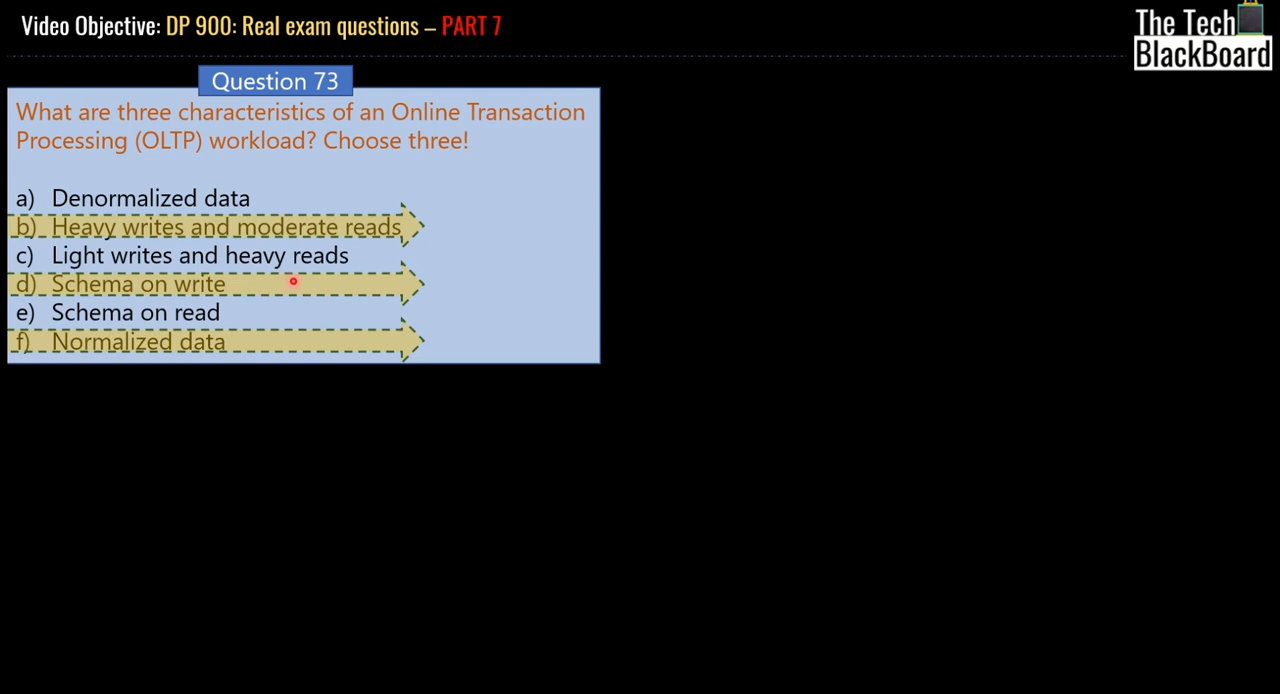 Video Objective: DP 900: Real exam questions – PART 7
The Tech
BlackBoard
Question 73
What are three characteristics of an Online Transaction
Processing (OLTP) workload? Choose three!
a) Denormalized data
b) Heavy writes and moderate reads
c) Light writes and heavy reads
d) Schema on write
e) Schema on read
f) Normalized data